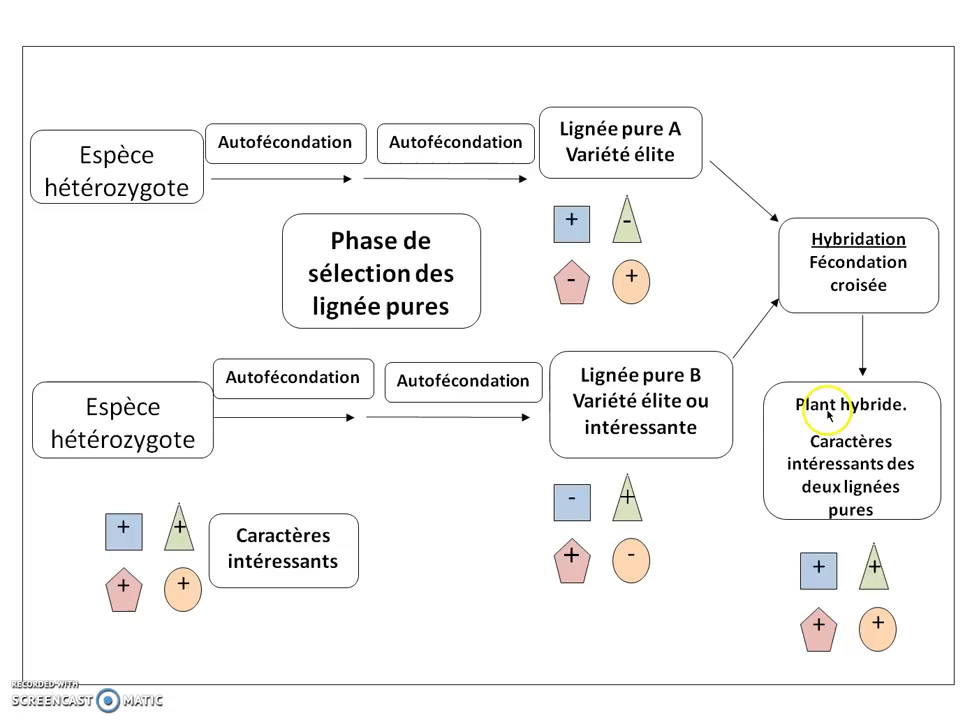 Espèce
hétérozygote
Autofécondation
Autofécondation
Lignée pure A
Variété élite
+
-
-
+
Phase de
sélection des
lignée pures
Hybridation
Fécondation
croisée
Espèce
hétérozygote
Autofécondation
Autofécondation
Lignée pure B
Variété élite ou
intéressante
-
+
+
-
Plant hybride.
Caractères
intéressants des
deux lignées
pures
+
+
+
+
Caractères
intéressants
+
+
+
+
RECORDED WITH
SCREENCAST MATIC